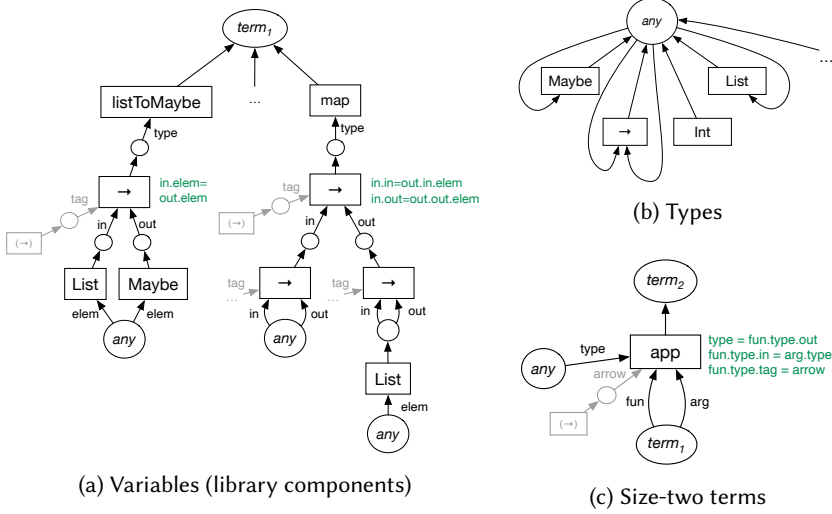 term1
listToMaybe
...
map
type
type
→
in.elem=
out.elem
→
in.in=out.in.elem
in.out=out.out.elem
tag
tag
(→)
in
out
(→)
in
out
List
Maybe
tag
...
→
tag
...
→
elem
elem
in
out
in
out
any
any
List
elem
any
(a) Variables (library components)
any
...
Maybe
List
→
Int
(b) Types
term2
any
type
app
type = fun.type.out
fun.type.in = arg.type
fun.type.tag = arrow
arrow
(→)
fun
arg
term1
(c) Size-two terms